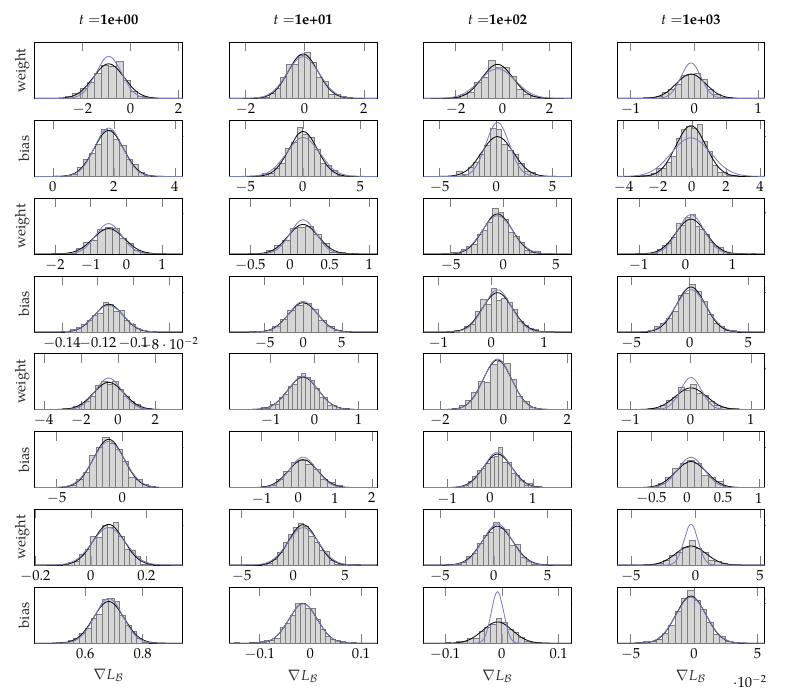 t =1e+00 t =1e+01 t =1e+02 t =1e+03
weight
−2 0 2 −2 0 2 −2 0 2 −1 0 1
bias
0 2 4 −5 0 5 −5 0 5 −4 −2 0 2 4
weight
−2 −1 0 1 −0.5 0 0.5 1 −5 0 5 −1 0 1
bias
−0.14 −0.12 −0.1 −8 · 10⁻² −5 0 5 −1 0 1 −5 0 5
weight
−4 −2 0 2 −1 0 1 −2 0 2 −1 0 1
bias
−5 0 −1 0 1 2 −1 0 1 −0.5 0 0.5 1
weight
−0.2 0 0.2 −5 0 5 −5 0 5 −5 0 5
bias
0.6 0.8 −0.1 0 0.1 −0.1 0 0.1 −5 0 5
∇L_ℬ ∇L_ℬ ∇L_ℬ ∇L_ℬ ·10⁻²